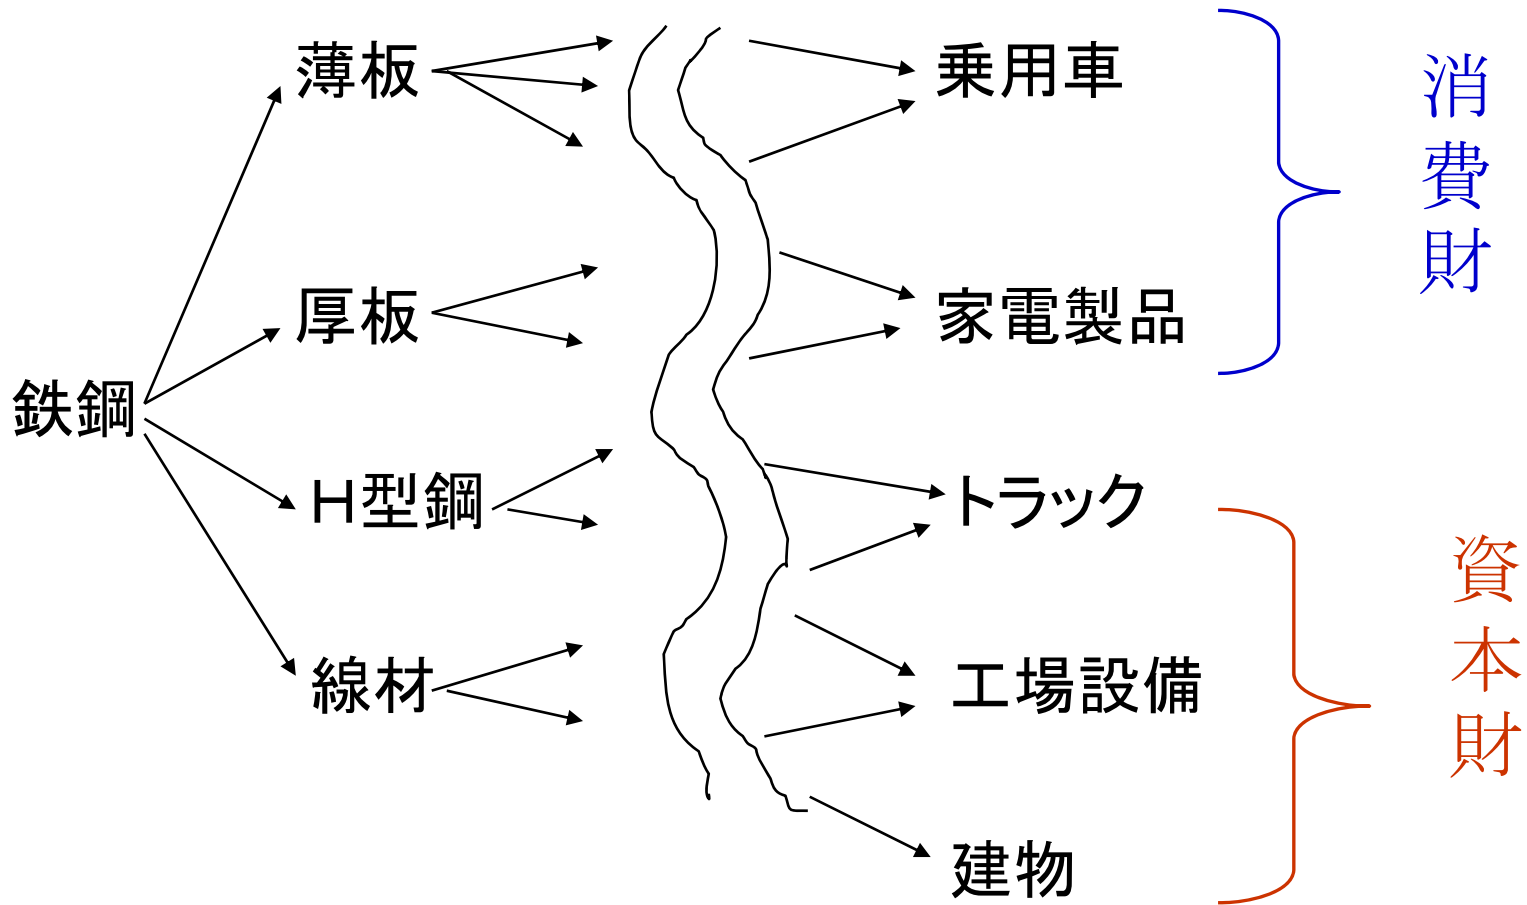 鉄鋼
薄板
厚板
H型鋼
線材
乗用車
家電製品
トラック
工場設備
建物
消費財
資本財